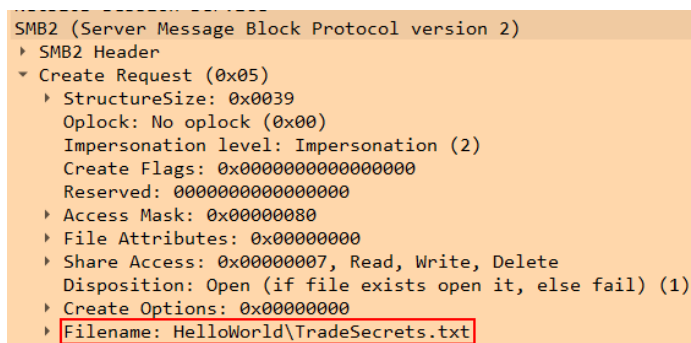 SMB2 (Server Message Block Protocol version 2)
SMB2 Header
Create Request (0x05)
StructureSize: 0x0039
Oplock: No oplock (0x00)
Impersonation level: Impersonation (2)
Create Flags: 0x0000000000000000
Reserved: 0000000000000000
Access Mask: 0x00000080
File Attributes: 0x00000000
Share Access: 0x00000007, Read, Write, Delete
Disposition: Open (if file exists open it, else fail) (1)
Create Options: 0x00000000
Filename: HelloWorld\TradeSecrets.txt